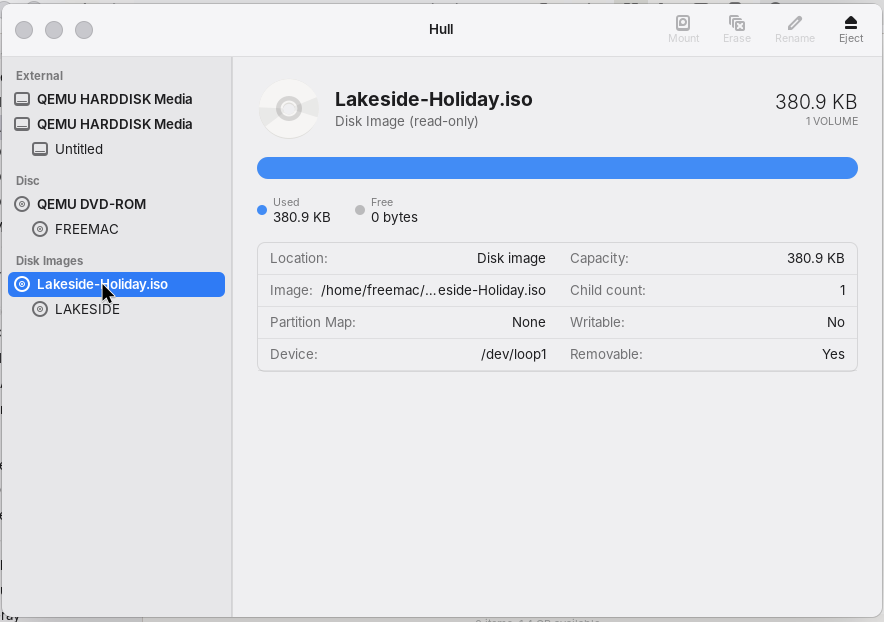 Hull
Mount
Erase
Rename
Eject
External
QEMU HARDDISK Media
QEMU HARDDISK Media
Untitled
Disc
QEMU DVD-ROM
FREEMAC
Disk Images
Lakeside-Holiday.iso
LAKESIDE
Lakeside-Holiday.iso
Disk Image (read-only)
380.9 KB
1 VOLUME
Used
380.9 KB
Free
0 bytes
Location: Disk image
Capacity: 380.9 KB
Image: /home/freemac/...eside-Holiday.iso
Child count: 1
Partition Map: None
Writable: No
Device: /dev/loop1
Removable: Yes